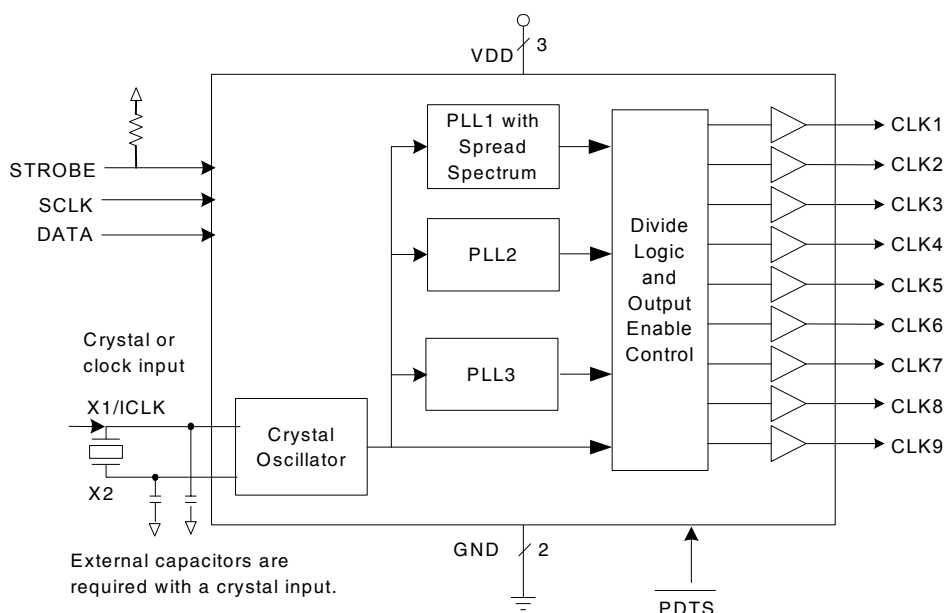 VDD
3
STROBE
SCLK
DATA
PLL1 with
Spread
Spectrum
PLL2
PLL3
Divide
Logic
and
Output
Enable
Control
CLK1
CLK2
CLK3
CLK4
CLK5
CLK6
CLK7
CLK8
CLK9
Crystal or
clock input
X1/ICLK
X2
Crystal
Oscillator
External capacitors are
required with a crystal input.
GND
2
PDTS